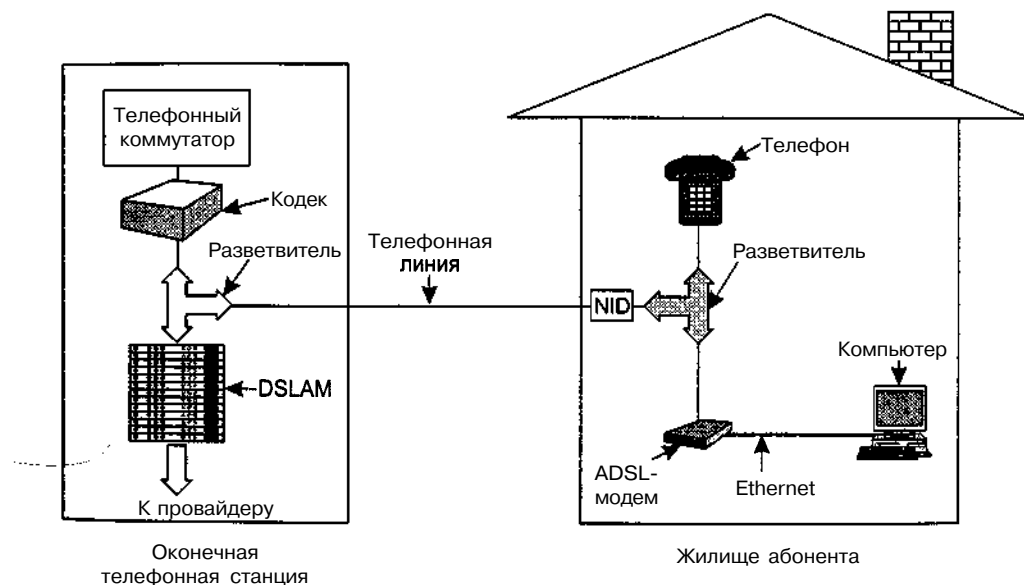 Телефонный
коммутатор
Кодек
Разветвитель
DSLAM
К провайдеру
Оконечная
телефонная станция
Телефонная
линия
NID
Телефон
Разветвитель
Компьютер
ADSL-
модем
Ethernet
Жилище абонента